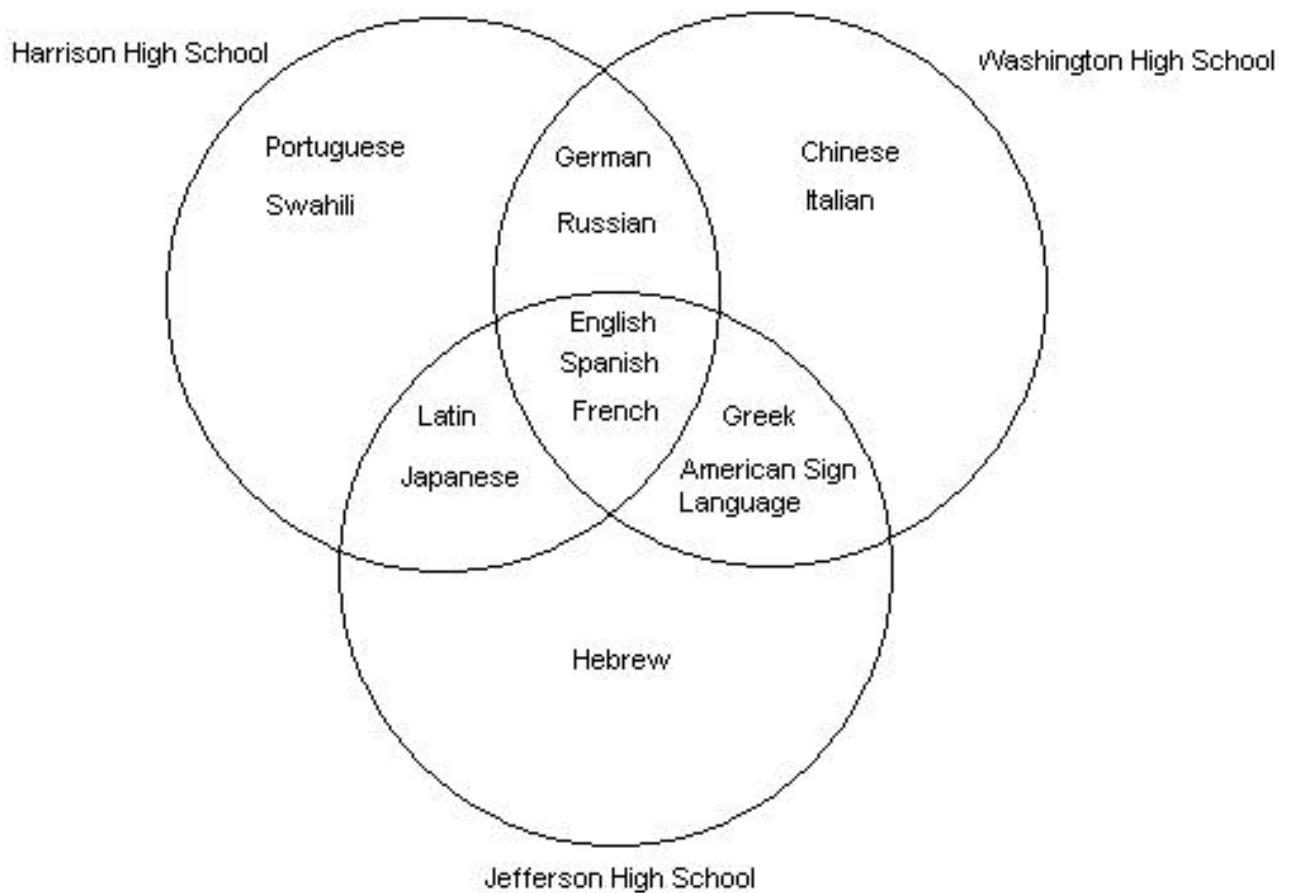 Harrison High School
Washington High School
Portuguese
Swahili
German
Russian
Chinese
Italian
English
Spanish
French
Latin
Japanese
Greek
American Sign
Language
Hebrew
Jefferson High School